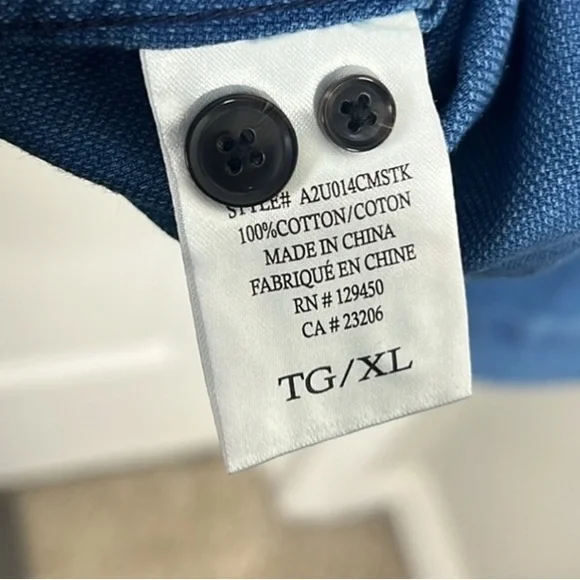 STYLE# A2U014CMSTK
100%COTTON/COTON
MADE IN CHINA
FABRIQUÉ EN CHINE
RN # 129450
CA # 23206
TG/XL